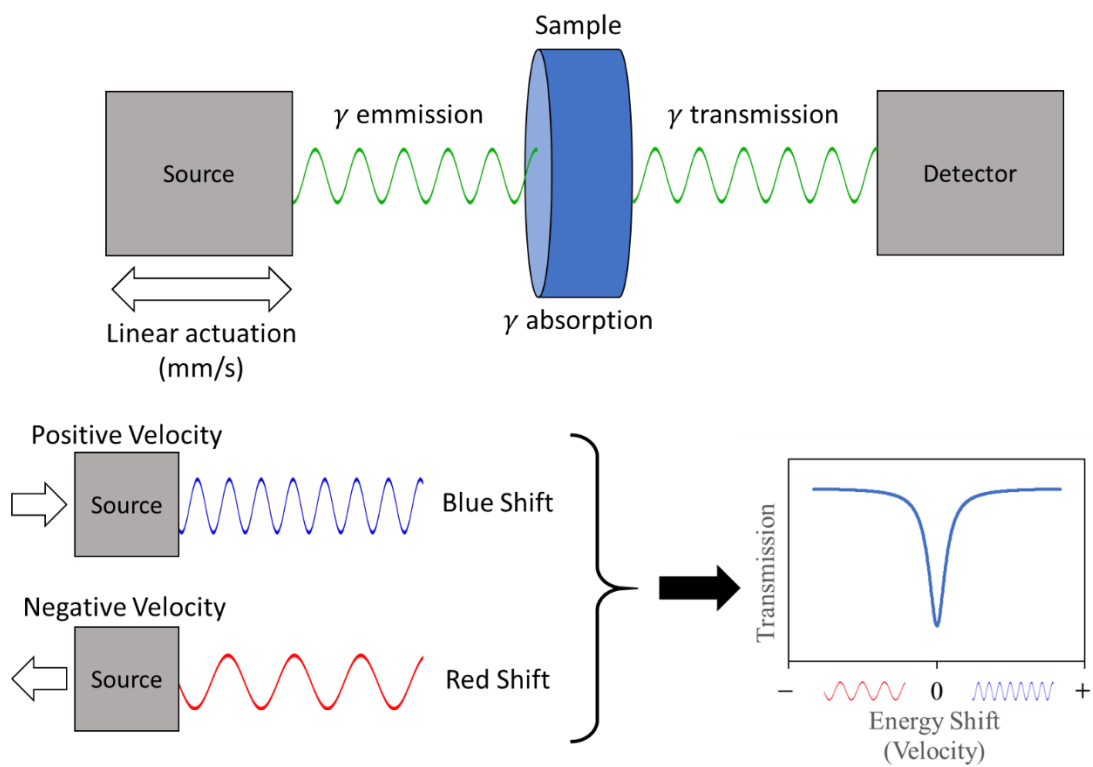 Sample
γ emmission
γ transmission
Source
Detector
γ absorption
Linear actuation
(mm/s)
Positive Velocity
Source
Blue Shift
Negative Velocity
Source
Red Shift
Transmission
− 0 +
Energy Shift
(Velocity)